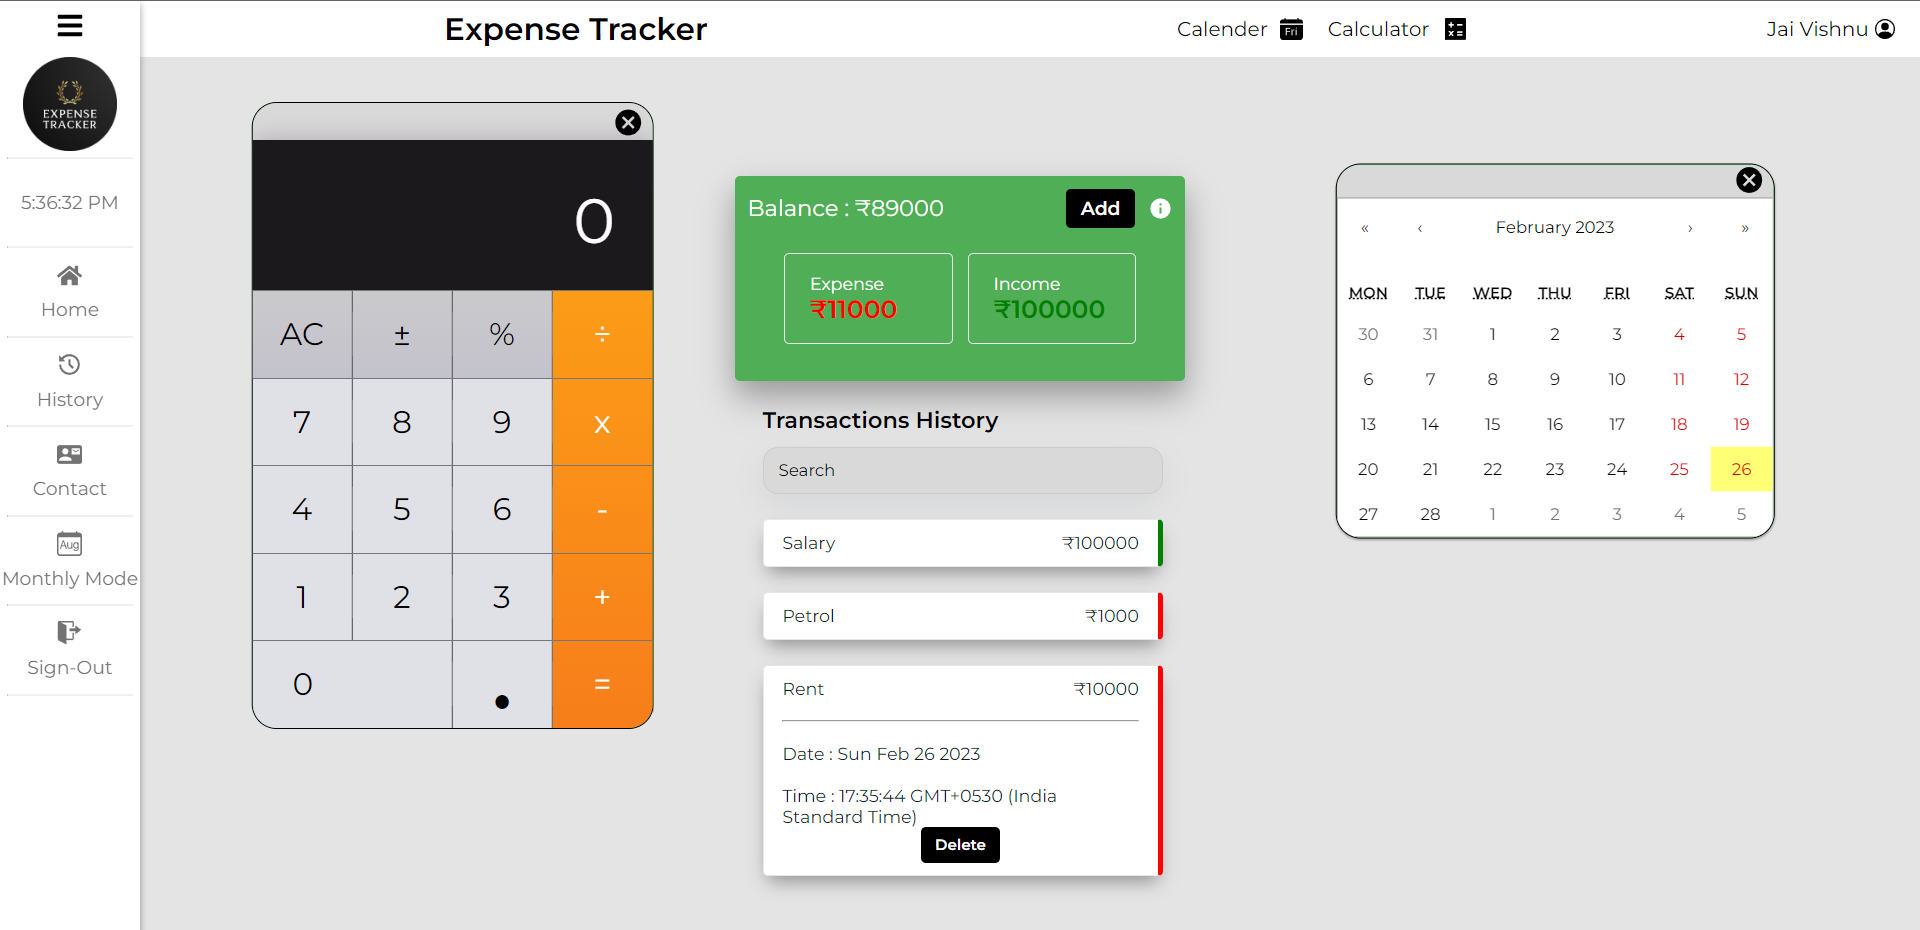 Expense Tracker
Calender Fri
Calculator
Jai Vishnu
EXPENSE
TRACKER
5:36:32 PM
Home
History
Contact
Aug
Monthly Mode
Sign-Out
0
AC ± % ÷
7 8 9 x
4 5 6 -
1 2 3 +
0 . =
Balance : ₹89000
Add
i
Expense
₹11000
Income
₹100000
Transactions History
Search
Salary ₹100000
Petrol ₹1000
Rent ₹10000
Date : Sun Feb 26 2023
Time : 17:35:44 GMT+0530 (India
Standard Time)
Delete
« ‹ February 2023 › »
MON TUE WED THU FRI SAT SUN
30 31 1 2 3 4 5
6 7 8 9 10 11 12
13 14 15 16 17 18 19
20 21 22 23 24 25 26
27 28 1 2 3 4 5